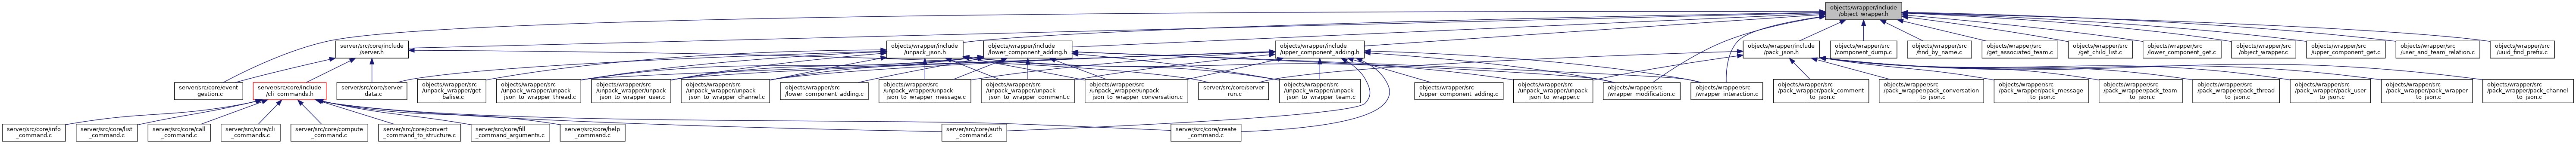 objects/wrapper/include
/object_wrapper.h
server/src/core/include
/server.h
objects/wrapper/include
/unpack_json.h
objects/wrapper/include
/lower_component_adding.h
objects/wrapper/include
/upper_component_adding.h
objects/wrapper/include
/pack_json.h
objects/wrapper/src
/component_dump.c
objects/wrapper/src
/find_by_name.c
objects/wrapper/src
/get_associated_team.c
objects/wrapper/src
/get_child_list.c
objects/wrapper/src
/lower_component_get.c
objects/wrapper/src
/object_wrapper.c
objects/wrapper/src
/upper_component_get.c
objects/wrapper/src
/user_and_team_relation.c
objects/wrapper/src
/uuid_find_prefix.c
server/src/core/event
_gestion.c
server/src/core/include
/cli_commands.h
server/src/core/server
_data.c
objects/wrapper/src
/unpack_wrapper/get
_balise.c
objects/wrapper/src
/unpack_wrapper/unpack
_json_to_wrapper_thread.c
objects/wrapper/src
/unpack_wrapper/unpack
_json_to_wrapper_user.c
objects/wrapper/src
/unpack_wrapper/unpack
_json_to_wrapper_channel.c
objects/wrapper/src
/lower_component_adding.c
objects/wrapper/src
/unpack_wrapper/unpack
_json_to_wrapper_message.c
objects/wrapper/src
/unpack_wrapper/unpack
_json_to_wrapper_comment.c
objects/wrapper/src
/unpack_wrapper/unpack
_json_to_wrapper_conversation.c
server/src/core/server
_run.c
objects/wrapper/src
/unpack_wrapper/unpack
_json_to_wrapper_team.c
objects/wrapper/src
/upper_component_adding.c
objects/wrapper/src
/unpack_wrapper/unpack
_json_to_wrapper.c
objects/wrapper/src
/wrapper_modification.c
objects/wrapper/src
/wrapper_interaction.c
objects/wrapper/src
/pack_wrapper/pack_comment
_to_json.c
objects/wrapper/src
/pack_wrapper/pack_conversation
_to_json.c
objects/wrapper/src
/pack_wrapper/pack_message
_to_json.c
objects/wrapper/src
/pack_wrapper/pack_team
_to_json.c
objects/wrapper/src
/pack_wrapper/pack_thread
_to_json.c
objects/wrapper/src
/pack_wrapper/pack_user
_to_json.c
objects/wrapper/src
/pack_wrapper/pack_wrapper
_to_json.c
objects/wrapper/src
/pack_wrapper/pack_channel
_to_json.c
server/src/core/info
_command.c
server/src/core/list
_command.c
server/src/core/call
_command.c
server/src/core/cli
_commands.c
server/src/core/compute
_command.c
server/src/core/convert
_command_to_structure.c
server/src/core/fill
_command_arguments.c
server/src/core/help
_command.c
server/src/core/auth
_command.c
server/src/core/create
_command.c